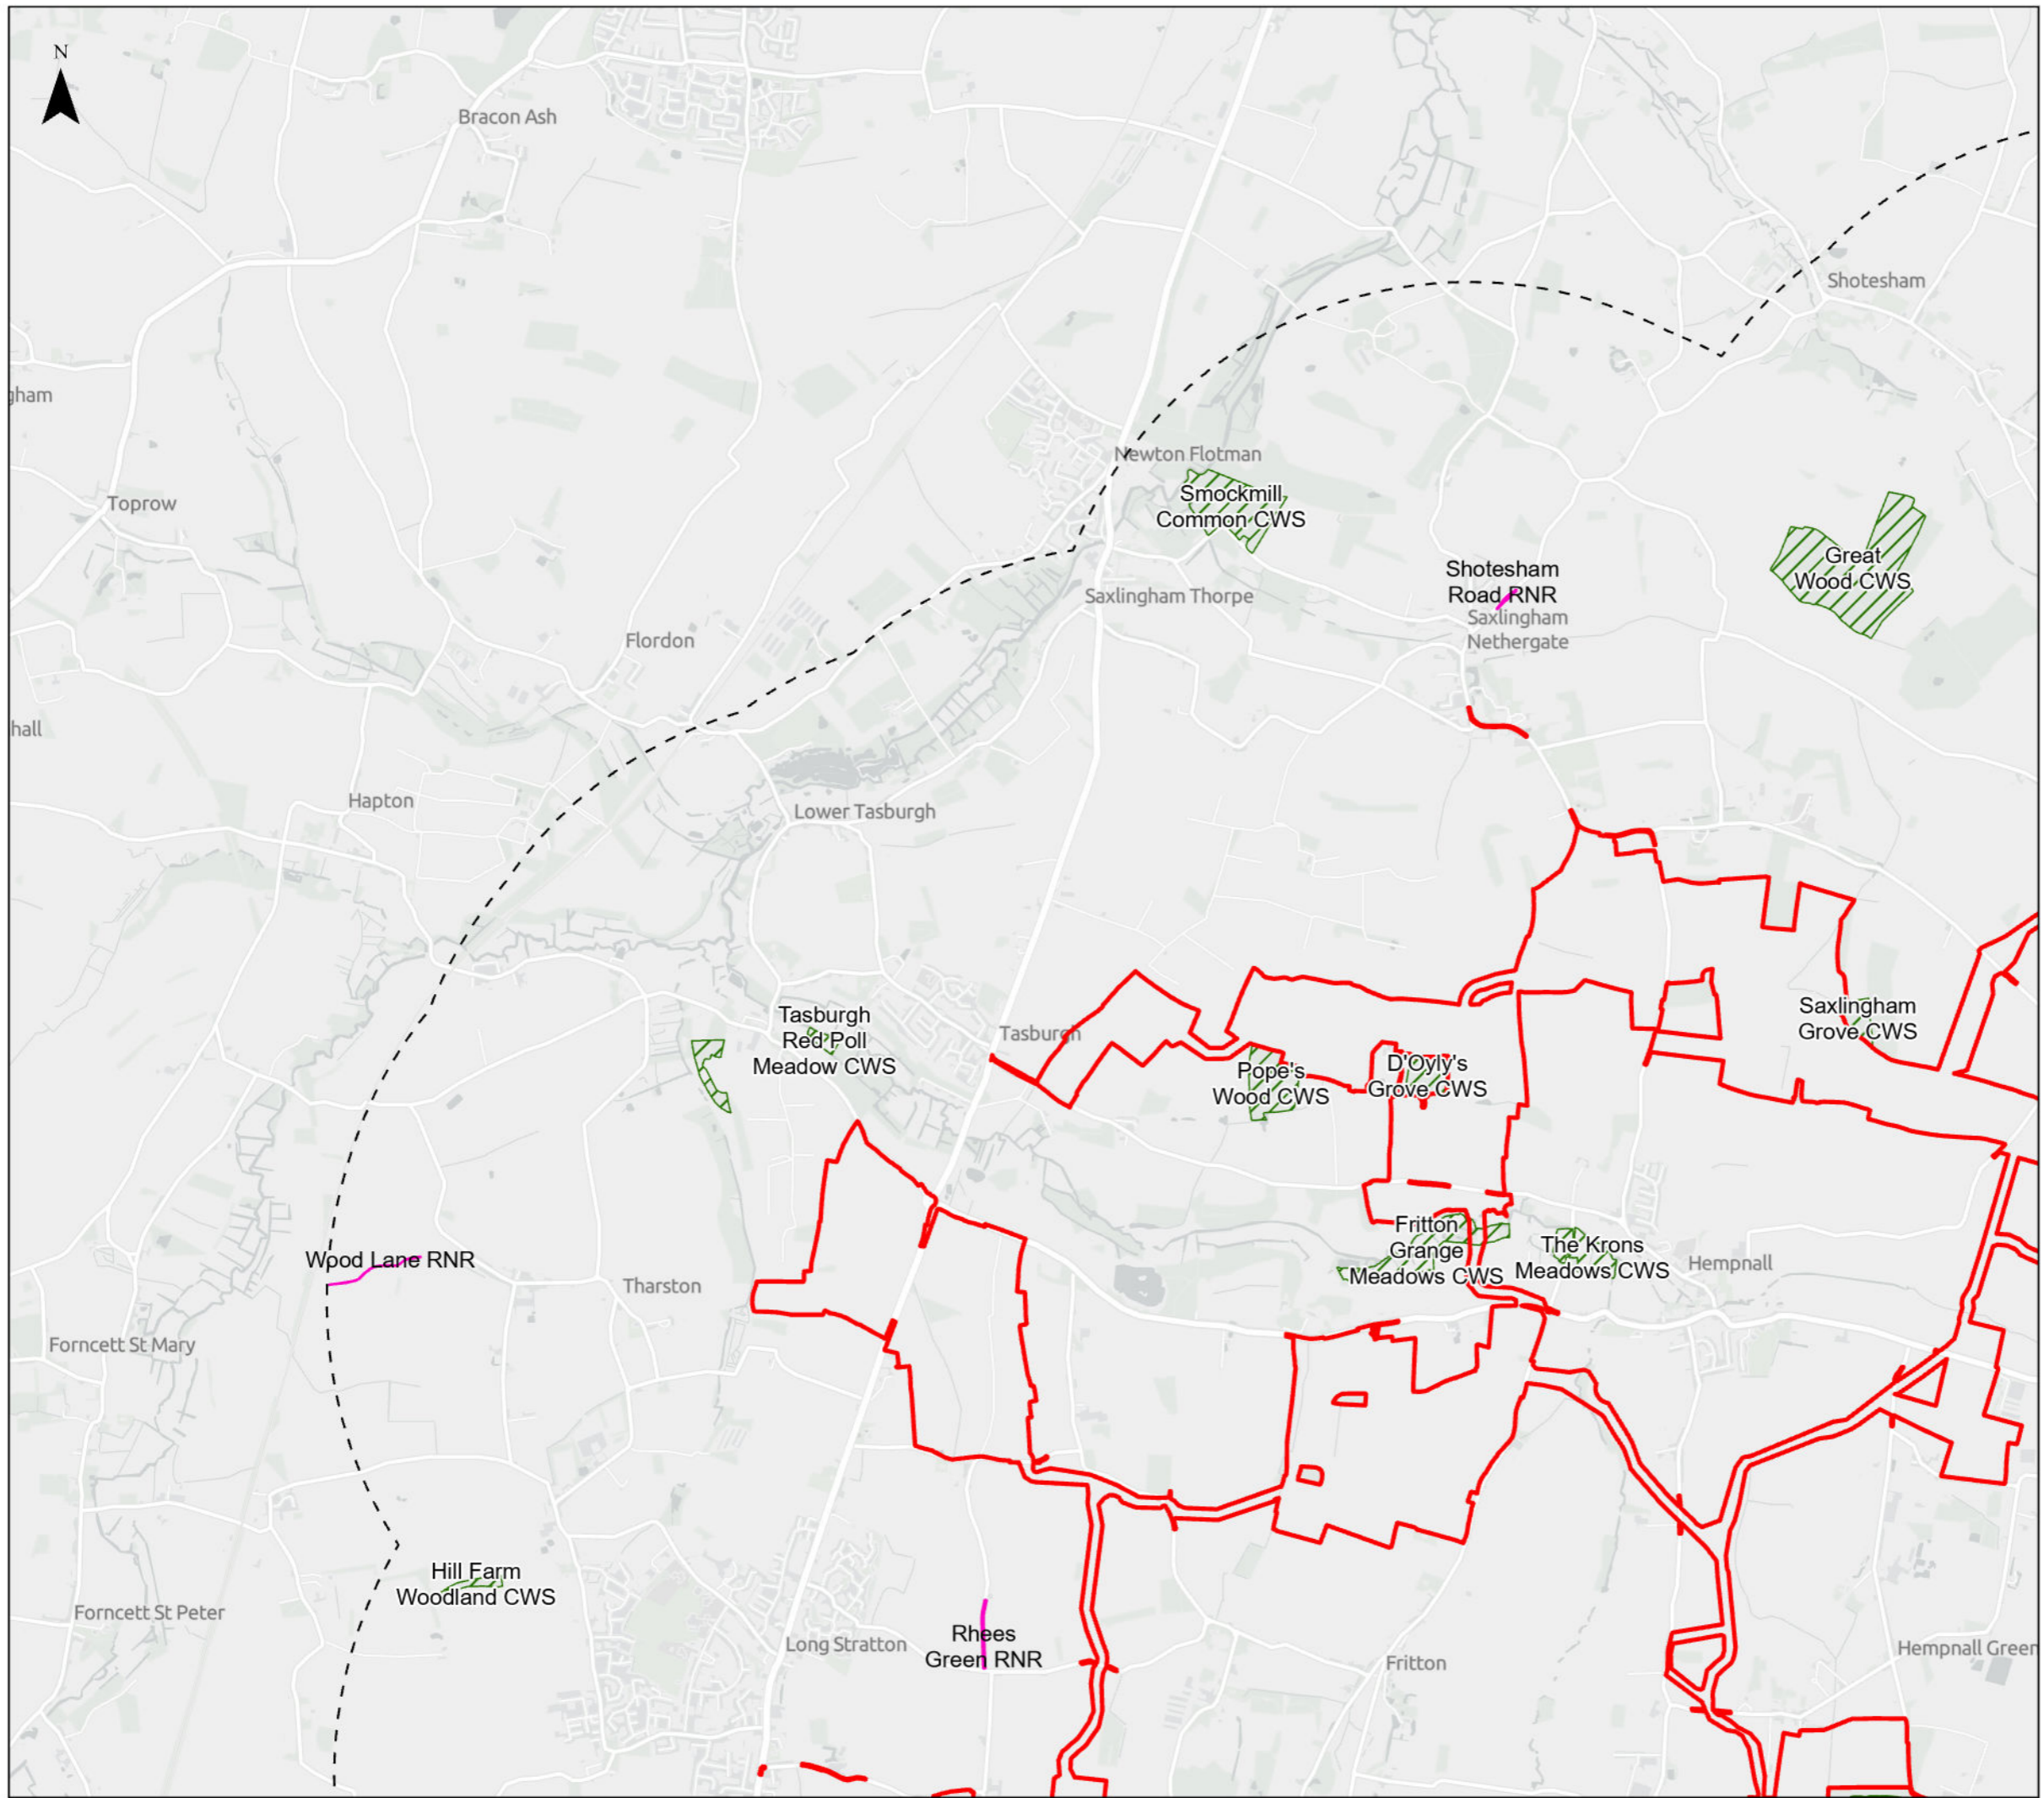 N
Bracon Ash
Shotesham
gham
Newton Flotman
Smockmill
Common CWS
Toprow
Great
Wood CWS
Shotesham
Road RNR
Saxlingham Thorpe
Saxlingham
Nethergate
Flordon
hall
Hapton
Lower Tasburgh
Tasburgh
Red Poll
Meadow CWS
Tasburgh
Saxlingham
Grove CWS
Pope's
Wood CWS
D'Oyly's
Grove CWS
Fritton
Grange
Meadows CWS
The Krons
Meadows CWS
Hempnall
Wood Lane RNR
Tharston
Forncett St Mary
Hill Farm
Woodland CWS
Forncett St Peter
Long Stratton
Rhees
Green RNR
Fritton
Hempnall Green